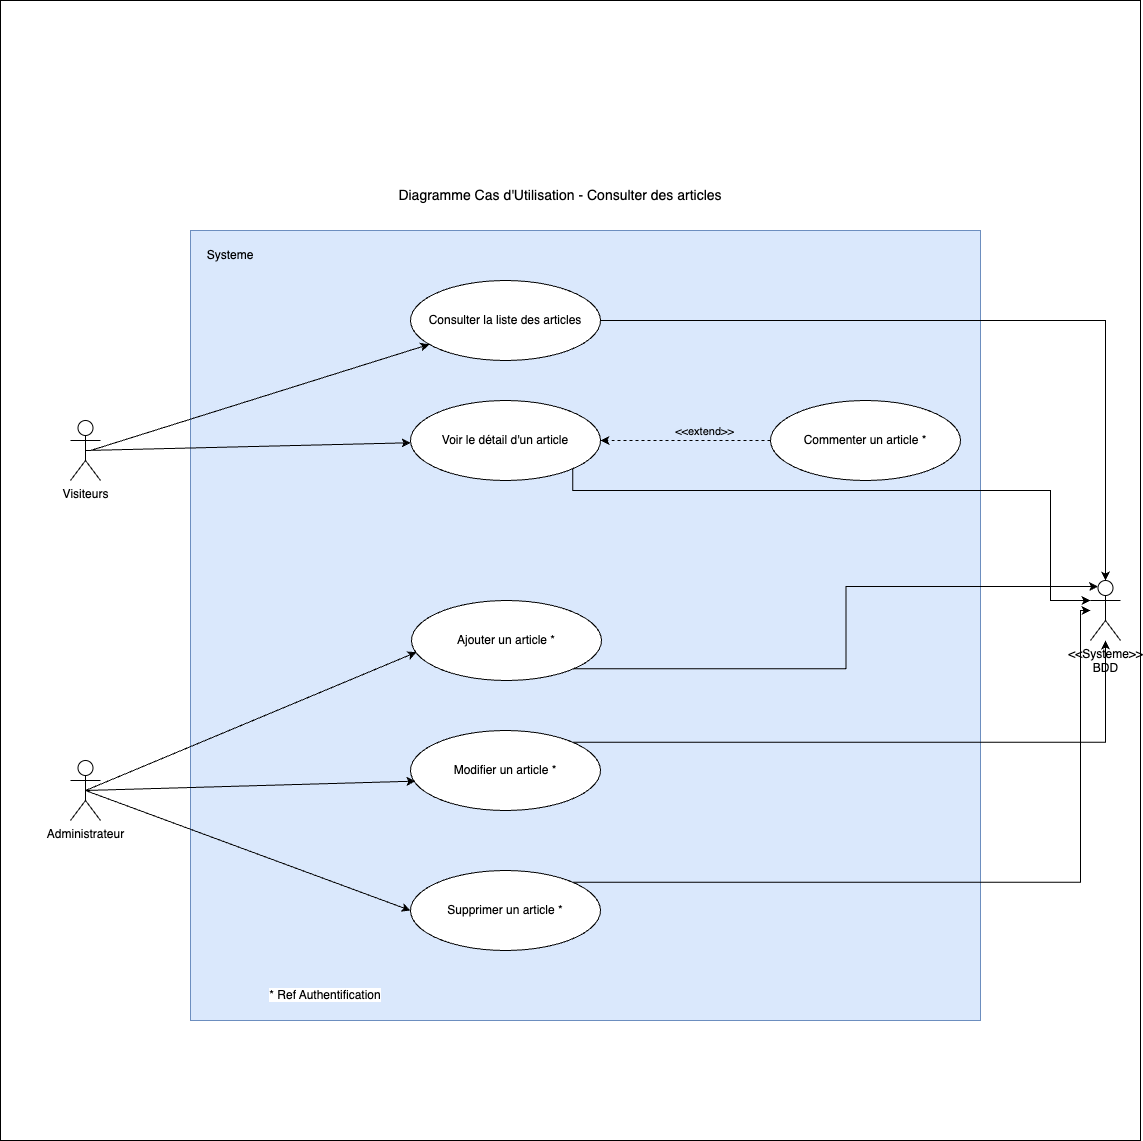 Diagramme Cas d'Utilisation - Consulter des articles
Systeme
Consulter la liste des articles
Voir le détail d'un article
<<extend>>
Commenter un article *
Visiteurs
Ajouter un article *
<<Systeme>>
BDD
Modifier un article *
Administrateur
Supprimer un article *
* Ref Authentification